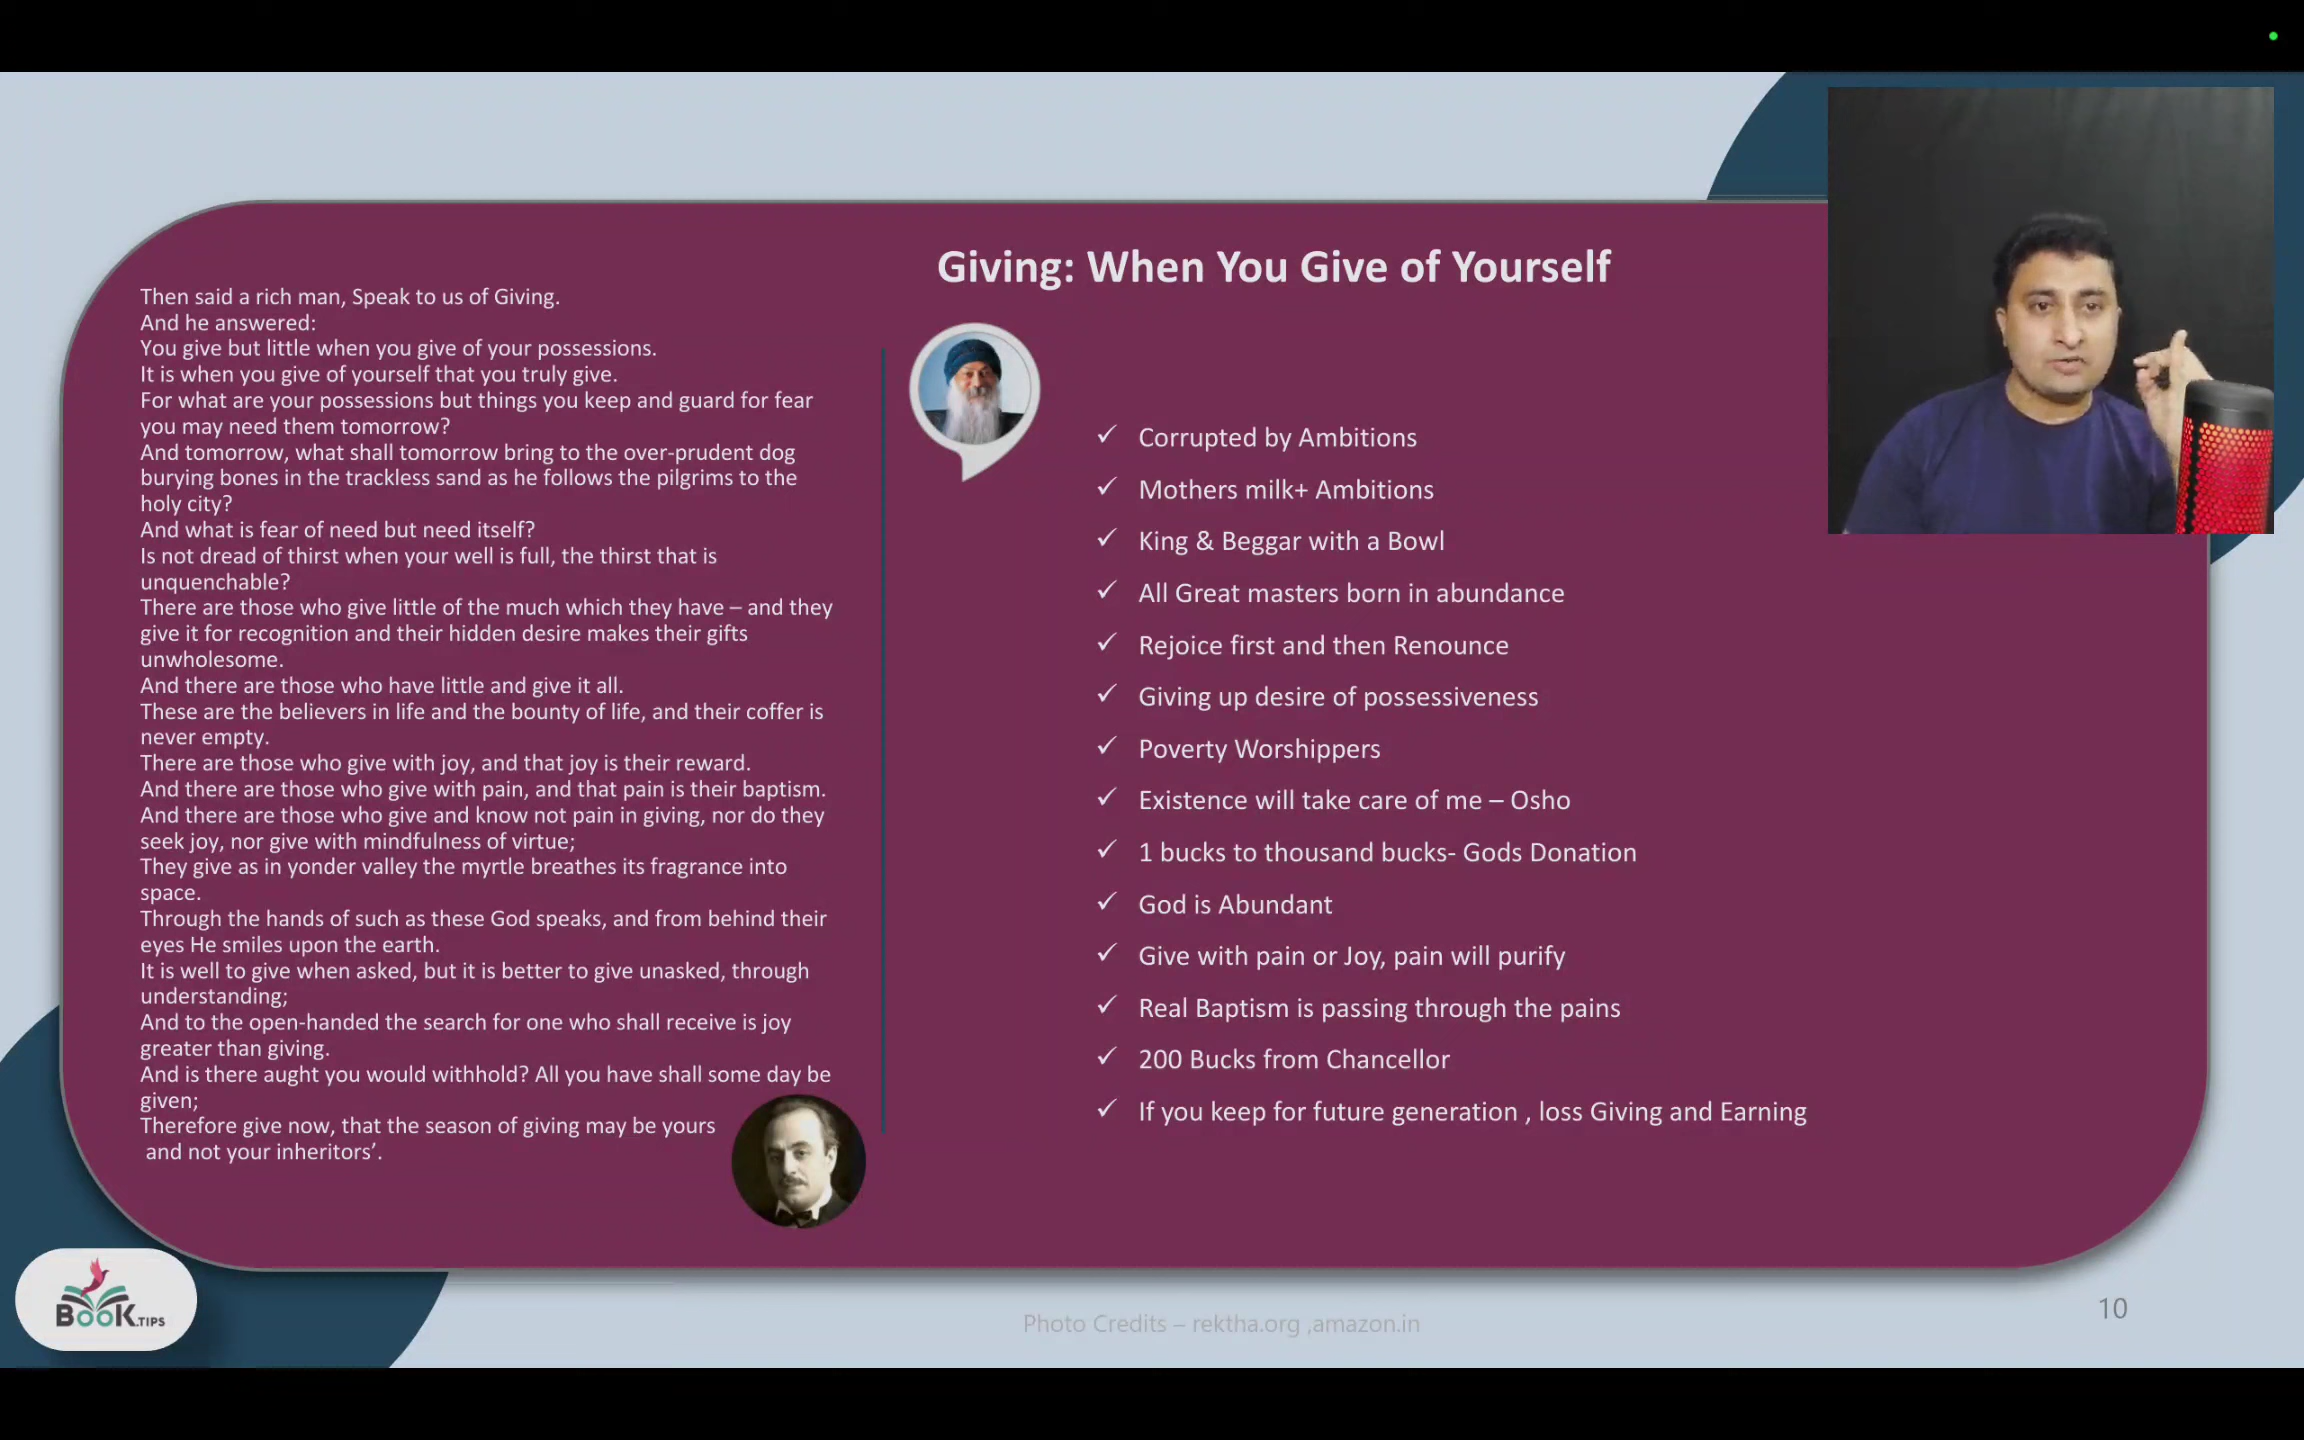 Giving: When You Give of Yourself
Then said a rich man, Speak to us of Giving.
And he answered:
You give but little when you give of your possessions.
It is when you give of yourself that you truly give.
For what are your possessions but things you keep and guard for fear
you may need them tomorrow?
And tomorrow, what shall tomorrow bring to the over-prudent dog
burying bones in the trackless sand as he follows the pilgrims to the
holy city?
And what is fear of need but need itself?
Is not dread of thirst when your well is full, the thirst that is
unquenchable?
There are those who give little of the much which they have – and they
give it for recognition and their hidden desire makes their gifts
unwholesome.
And there are those who have little and give it all.
These are the believers in life and the bounty of life, and their coffer is
never empty.
There are those who give with joy, and that joy is their reward.
And there are those who give with pain, and that pain is their baptism.
And there are those who give and know not pain in giving, nor do they
seek joy, nor give with mindfulness of virtue;
They give as in yonder valley the myrtle breathes its fragrance into
space.
Through the hands of such as these God speaks, and from behind their
eyes He smiles upon the earth.
It is well to give when asked, but it is better to give unasked, through
understanding;
And to the open-handed the search for one who shall receive is joy
greater than giving.
And is there aught you would withhold? All you have shall some day be
given;
Therefore give now, that the season of giving may be yours
and not your inheritors’.
✓ Corrupted by Ambitions
✓ Mothers milk+ Ambitions
✓ King & Beggar with a Bowl
✓ All Great masters born in abundance
✓ Rejoice first and then Renounce
✓ Giving up desire of possessiveness
✓ Poverty Worshippers
✓ Existence will take care of me – Osho
✓ 1 bucks to thousand bucks- Gods Donation
✓ God is Abundant
✓ Give with pain or Joy, pain will purify
✓ Real Baptism is passing through the pains
✓ 200 Bucks from Chancellor
✓ If you keep for future generation , loss Giving and Earning
BooK.TIPS
Photo Credits – rektha.org ,amazon.in
10